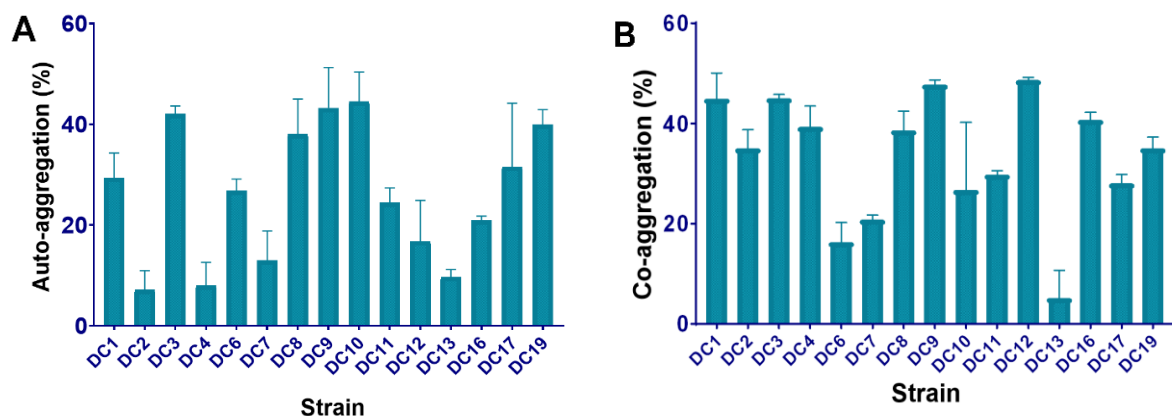 A
Auto-aggregation (%)
60
40
20
0
DC1 DC2 DC3 DC4 DC6 DC7 DC8 DC9 DC10 DC11 DC12 DC13 DC16 DC17 DC19
Strain
B
Co-aggregation (%)
60
40
20
0
DC1 DC2 DC3 DC4 DC6 DC7 DC8 DC9 DC10 DC11 DC12 DC13 DC16 DC17 DC19
Strain